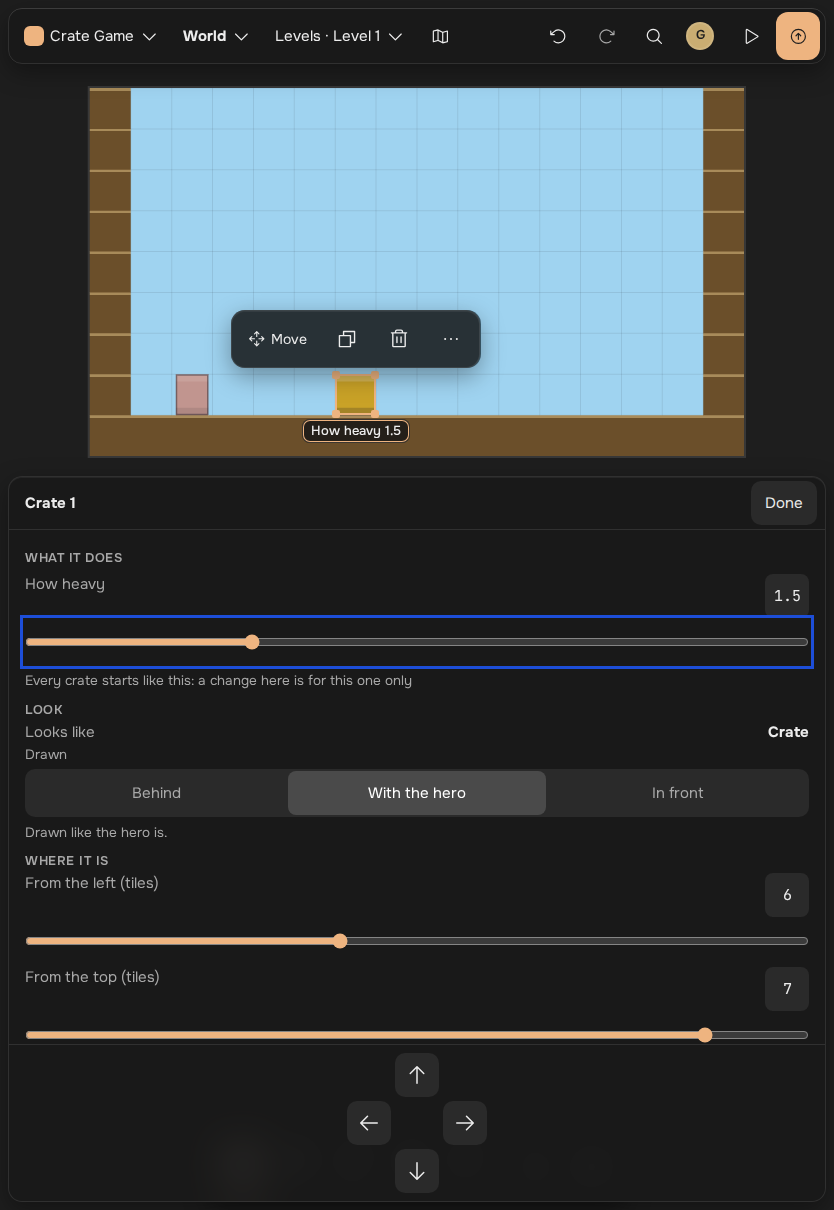 Crate Game World Levels · Level 1 G
Move
How heavy 1.5
Crate 1 Done
WHAT IT DOES
How heavy
1.5
Every crate starts like this: a change here is for this one only
LOOK
Looks like Crate
Drawn
Behind With the hero In front
Drawn like the hero is.
WHERE IT IS
From the left (tiles)
6
From the top (tiles)
7